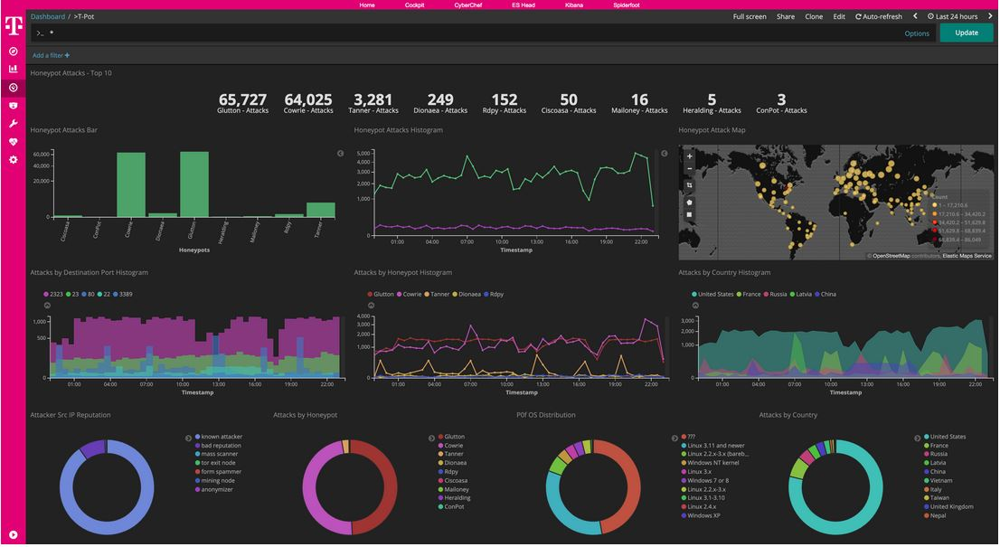 Home Cockpit CyberChef ES Head Kibana Spiderfoot
T
Dashboard / >T-Pot Full screen Share Clone Edit Auto-refresh Last 24 hours
>_ * Options Update
Add a filter +
Honeypot Attacks - Top 10
65,727 64,025 3,281 249 152 50 16 5 3
Glutton - Attacks Cowrie - Attacks Tanner - Attacks Dionaea - Attacks Rdpy - Attacks Ciscoasa - Attacks Mailoney - Attacks Heralding - Attacks ConPot - Attacks
Honeypot Attacks Bar
60,000
40,000
20,000
0
Ciscoasa ConPot Cowrie Dionaea Glutton Heralding Mailoney Rdpy Tanner
Honeypots
Honeypot Attacks Histogram
5,000
4,000
3,000
2,000
1,000
0
01:00 04:00 07:00 10:00 13:00 16:00 19:00 22:00
Timestamp
Honeypot Attack Map
+
−
Count
1 – 17,210.6
17,210.6 – 34,420.2
34,420.2 – 51,629.8
51,629.8 – 68,839.4
68,839.4 – 86,049
© OpenStreetMap contributors, Elastic Maps Service
Attacks by Destination Port Histogram
2323 23 80 22 3389
1,000
500
0
01:00 04:00 07:00 10:00 13:00 16:00 19:00 22:00
Timestamp
Attacks by Honeypot Histogram
Glutton Cowrie Tanner Dionaea Rdpy
4,000
3,000
2,000
1,000
0
01:00 04:00 07:00 10:00 13:00 16:00 19:00 22:00
Timestamp
Attacks by Country Histogram
United States France Russia Latvia China
3,000
2,000
1,000
0
01:00 04:00 07:00 10:00 13:00 16:00 19:00 22:00
Timestamp
Attacker Src IP Reputation
known attacker
bad reputation
mass scanner
tor exit node
form spammer
mining node
anonymizer
Attacks by Honeypot
Glutton
Cowrie
Tanner
Dionaea
Rdpy
Ciscoasa
Mailoney
Heralding
ConPot
P0f OS Distribution
???
Linux 3.11 and newer
Linux 2.2.x-3.x (bareb...
Windows NT kernel
Linux 3.x
Windows 7 or 8
Linux 2.2.x-3.x
Linux 3.1-3.10
Linux 2.4.x
Windows XP
Attacks by Country
United States
France
Russia
Latvia
China
Vietnam
Italy
Taiwan
United Kingdom
Nepal